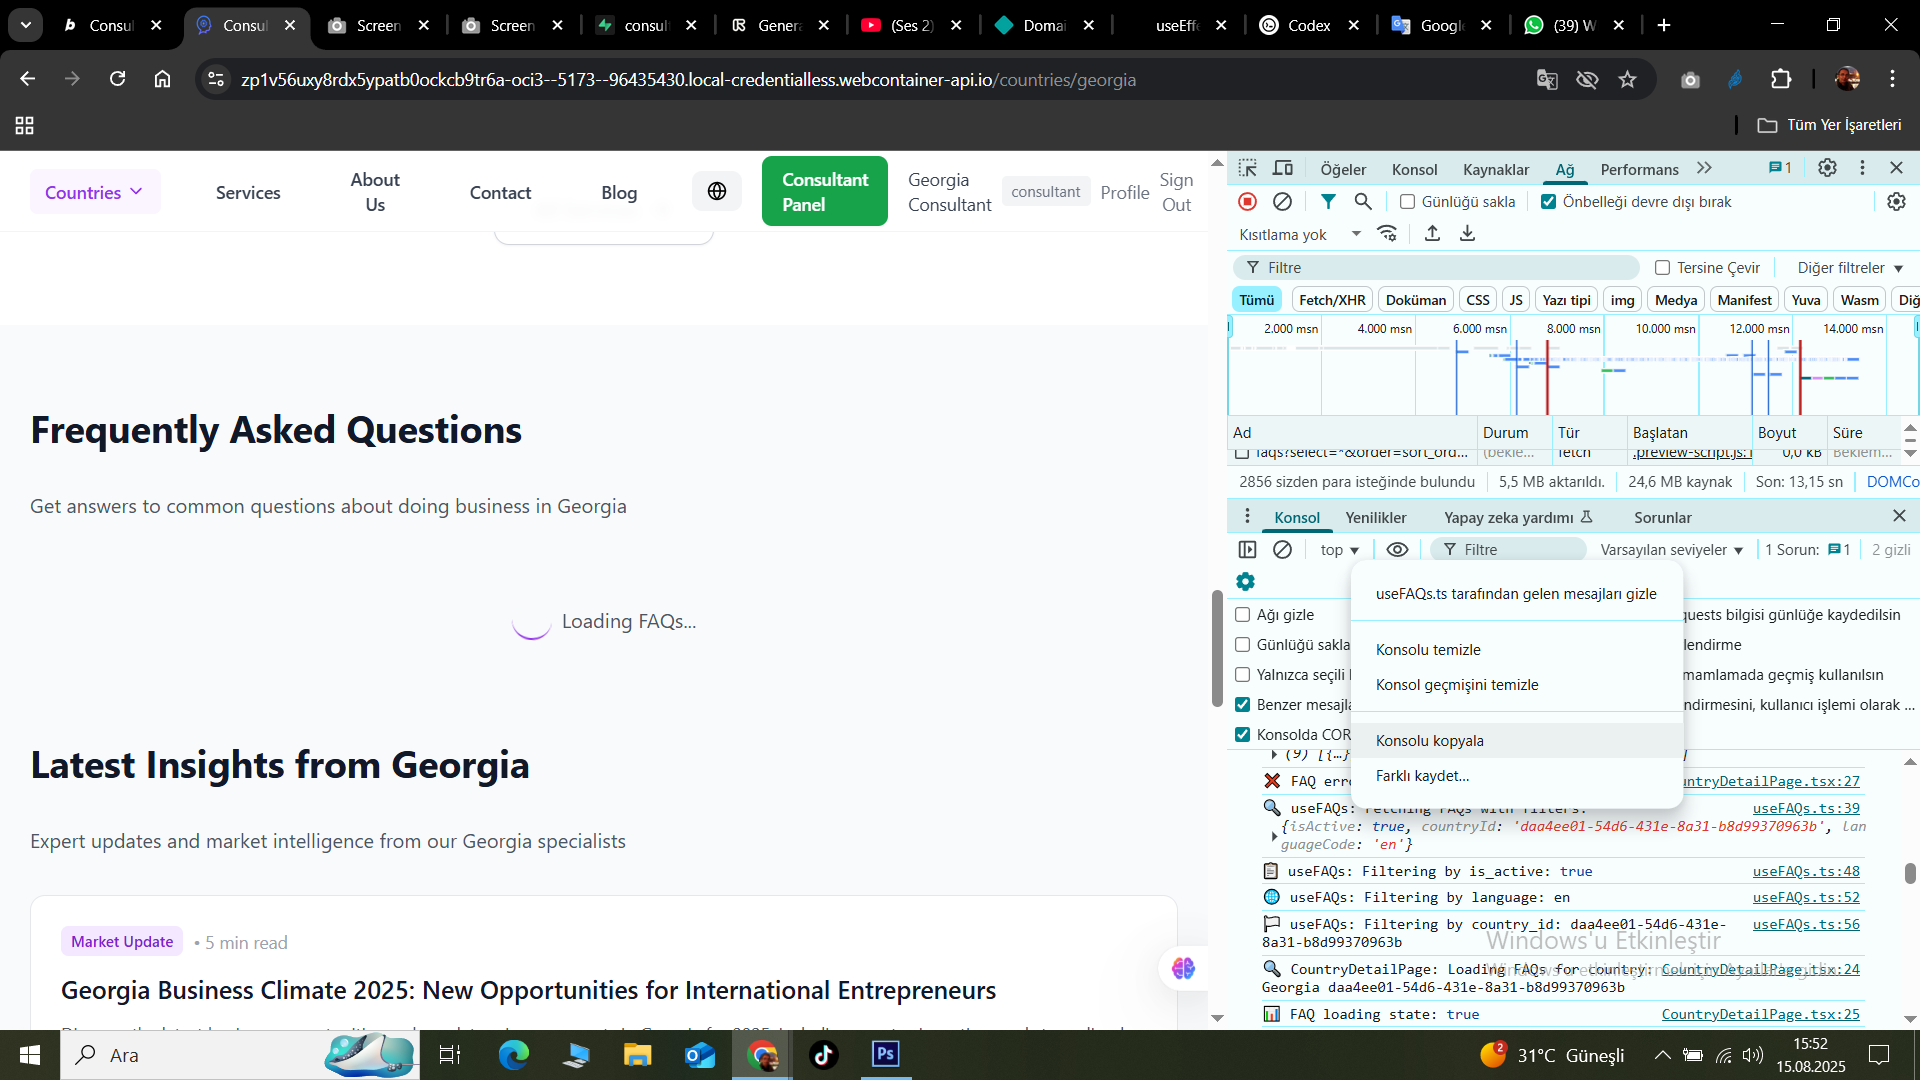 Consul
Consul
Screen
Screen
consul
Genera
(Ses 2)
Domai
useEffe
Codex
Google
(39) W
zp1v56uxy8rdx5ypatb0ockcb9tr6a-oci3--5173--96435430.local-credentialless.webcontainer-api.io/countries/georgia
Tüm Yer İşaretleri
Countries
Services
About Us
Contact
Blog
Consultant Panel
Georgia Consultant
consultant
Profile
Sign Out
Frequently Asked Questions
Get answers to common questions about doing business in Georgia
Loading FAQs...
Latest Insights from Georgia
Expert updates and market intelligence from our Georgia specialists
Market Update • 5 min read
Georgia Business Climate 2025: New Opportunities for International Entrepreneurs
Öğeler Konsol Kaynaklar Ağ Performans 1
Günlüğü sakla Önbelleği devre dışı bırak
Kısıtlama yok
Filtre Tersine Çevir Diğer filtreler
Tümü Fetch/XHR Doküman CSS JS Yazı tipi img Medya Manifest Yuva Wasm Diğ
2.000 msn 4.000 msn 6.000 msn 8.000 msn 10.000 msn 12.000 msn 14.000 msn
Ad Durum Tür Başlatan Boyut Süre
faqs?select=*&order=sort_ord... (bekle... fetch .preview-script.js:1 0,0 kB Beklem...
2856 sizden para isteğinde bulundu 5,5 MB aktarıldı. 24,6 MB kaynak Son: 13,15 sn DOMCo
Konsol Yenilikler Yapay zeka yardımı Sorunlar
top Filtre Varsayılan seviyeler 1 Sorun: 1 2 gizli
useFAQs.ts tarafından gelen mesajları gizle
Konsolu temizle
Konsol geçmişini temizle
Konsolu kopyala
Farklı kaydet...
Ağı gizle quests bilgisi günlüğe kaydedilsin
Günlüğü sakla lendirme
Yalnızca seçili mamlamada geçmiş kullanılsın
Benzer mesajla ndirmesini, kullanıcı işlemi olarak ...
Konsolda COR
(9) [{…}
FAQ erro untryDetailPage.tsx:27
useFAQs: Fetching FAQs with filters: useFAQs.ts:39
{isActive: true, countryId: 'daa4ee01-54d6-431e-8a31-b8d99370963b', lan
guageCode: 'en'}
useFAQs: Filtering by is_active: true useFAQs.ts:48
useFAQs: Filtering by language: en useFAQs.ts:52
useFAQs: Filtering by country_id: daa4ee01-54d6-431e- useFAQs.ts:56
8a31-b8d99370963b
Windows'u Etkinleştir
CountryDetailPage: Loading FAQs for country: CountryDetailPage.tsx:24
Georgia daa4ee01-54d6-431e-8a31-b8d99370963b
FAQ loading state: true CountryDetailPage.tsx:25
Ara
Ps
2
31°C Güneşli
15:52
15.08.2025